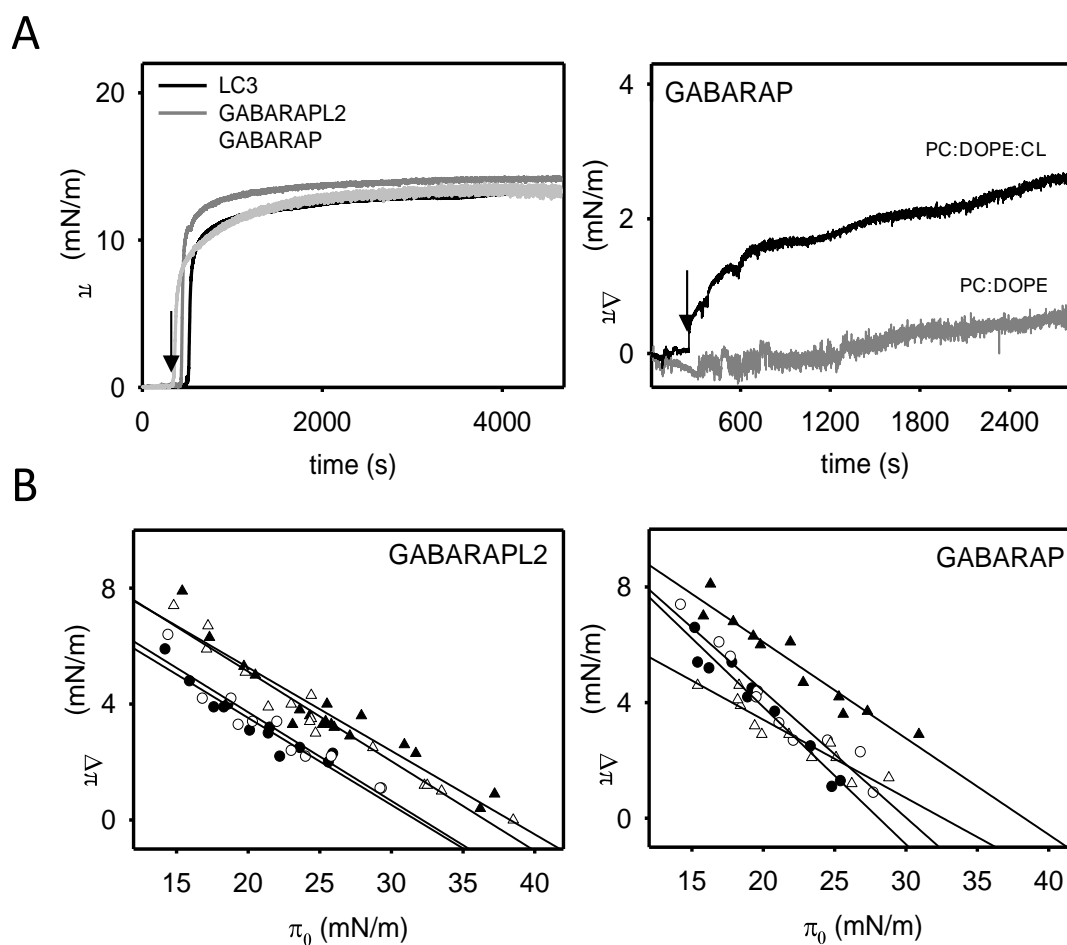 A
20
10
0
π (mN/m)
0 2000 4000
time (s)
LC3
GABARAPL2
GABARAP
4
2
0
Δπ (mN/m)
600 1200 1800 2400
time (s)
GABARAP
PC:DOPE:CL
PC:DOPE
B
8
4
0
Δπ (mN/m)
15 20 25 30 35 40
π0 (mN/m)
GABARAPL2
8
4
0
Δπ (mN/m)
15 20 25 30 35 40
π0 (mN/m)
GABARAP